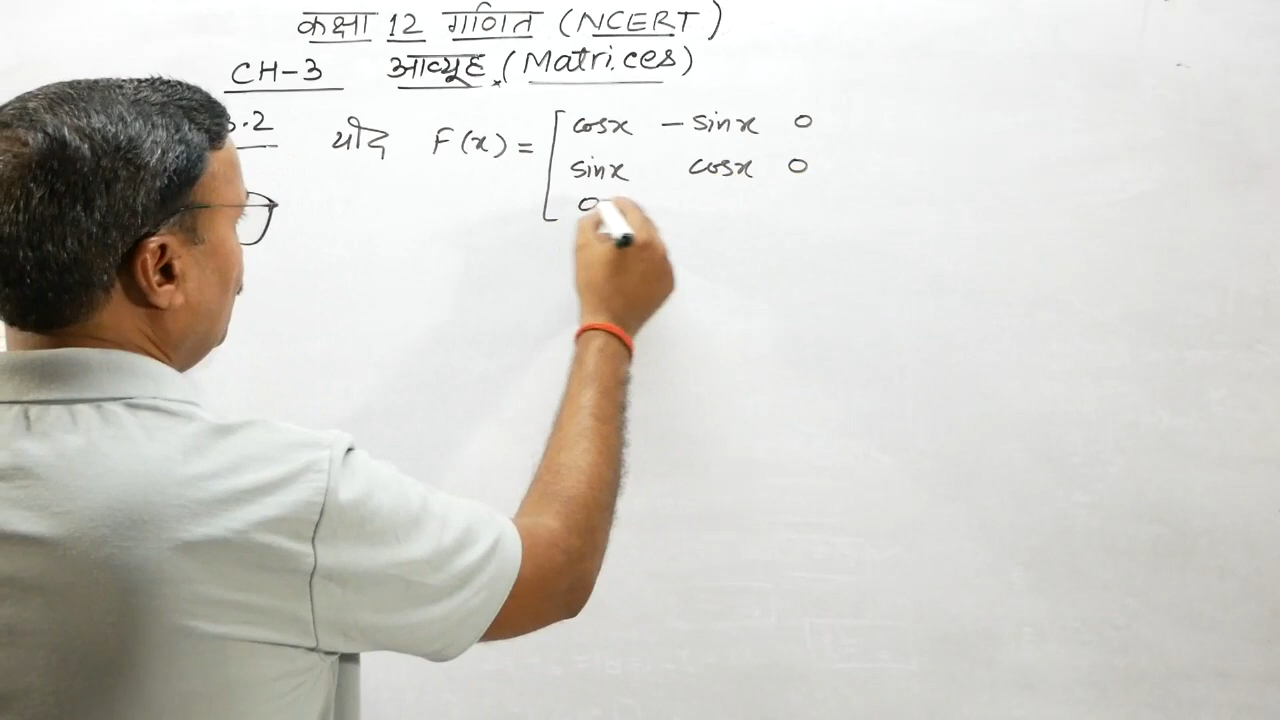 कक्षा 12 गणित (NCERT)
CH-3 आव्यूह (Matrices)
3.2 यदि F(x) = [ cosx - sinx 0
sinx cosx 0
0